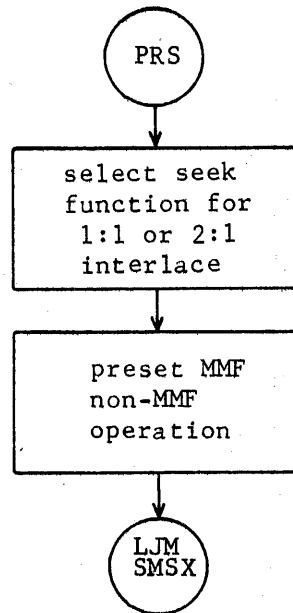 PRS
select seek
function for
1:1 or 2:1
interlace
preset MMF
non-MMF
operation
LJM
SMSX